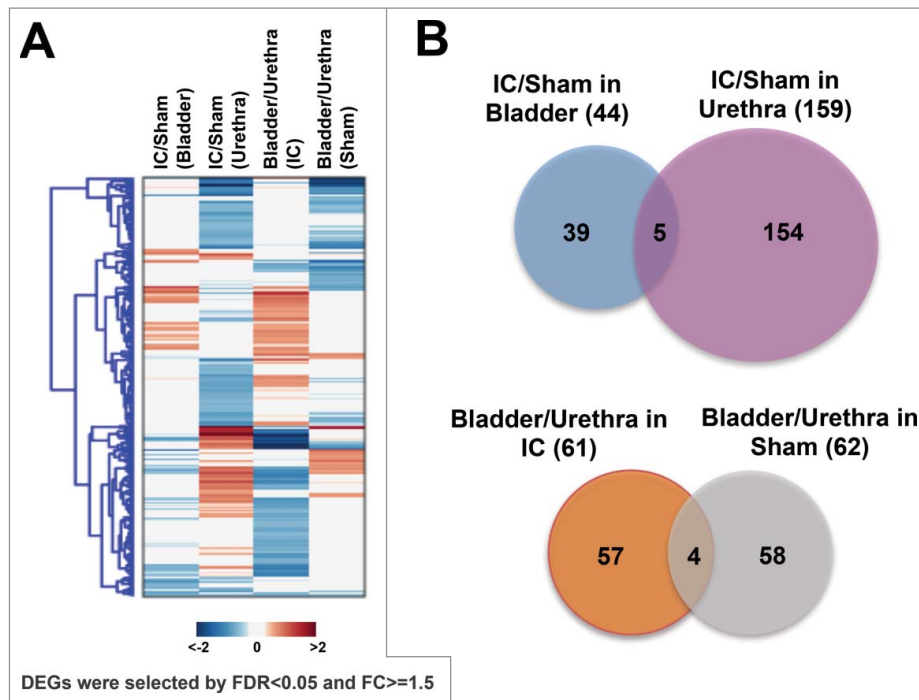 A
IC/Sham
(Bladder)
IC/Sham
(Urethra)
Bladder/Urethra
(IC)
Bladder/Urethra
(Sham)
<-2
0
>2
DEGs were selected by FDR<0.05 and FC>=1.5
B
IC/Sham in
Bladder (44)
IC/Sham in
Urethra (159)
39
5
154
Bladder/Urethra in
IC (61)
Bladder/Urethra in
Sham (62)
57
4
58